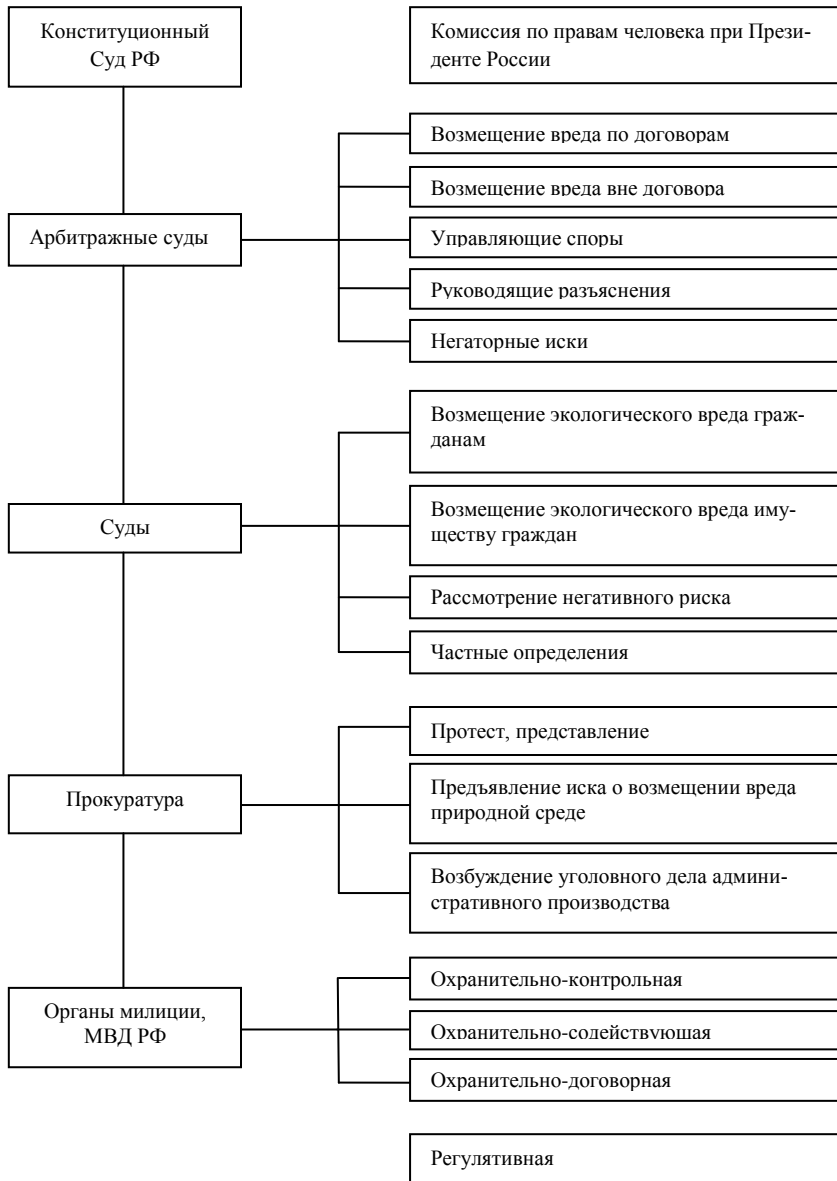 Конституционный
Суд РФ
Комиссия по правам человека при Прези-
денте России
Возмещение вреда по договорам
Возмещение вреда вне договора
Арбитражные суды
Управляющие споры
Руководящие разъяснения
Негаторные иски
Возмещение экологического вреда граж-
данам
Суды
Возмещение экологического вреда иму-
ществу граждан
Рассмотрение негативного риска
Частные определения
Протест, представление
Прокуратура
Предъявление иска о возмещении вреда
природной среде
Возбуждение уголовного дела админи-
стративного производства
Охранительно-контрольная
Органы милиции,
МВД РФ
Охранительно-содействующая
Охранительно-договорная
Регулятивная